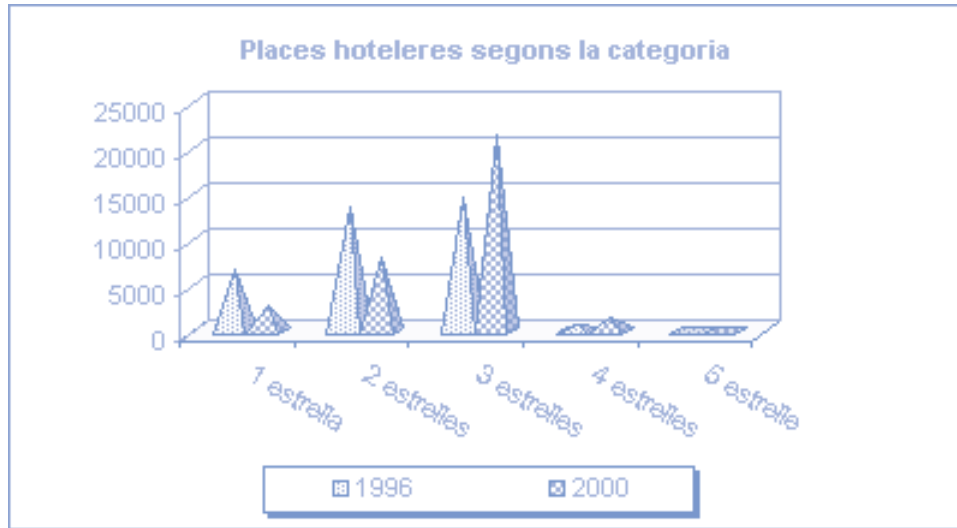 Places hoteleres segons la categoria
25000
20000
15000
10000
5000
0
1 estrella
2 estrelles
3 estrelles
4 estrelles
5 estrelle
1996
2000